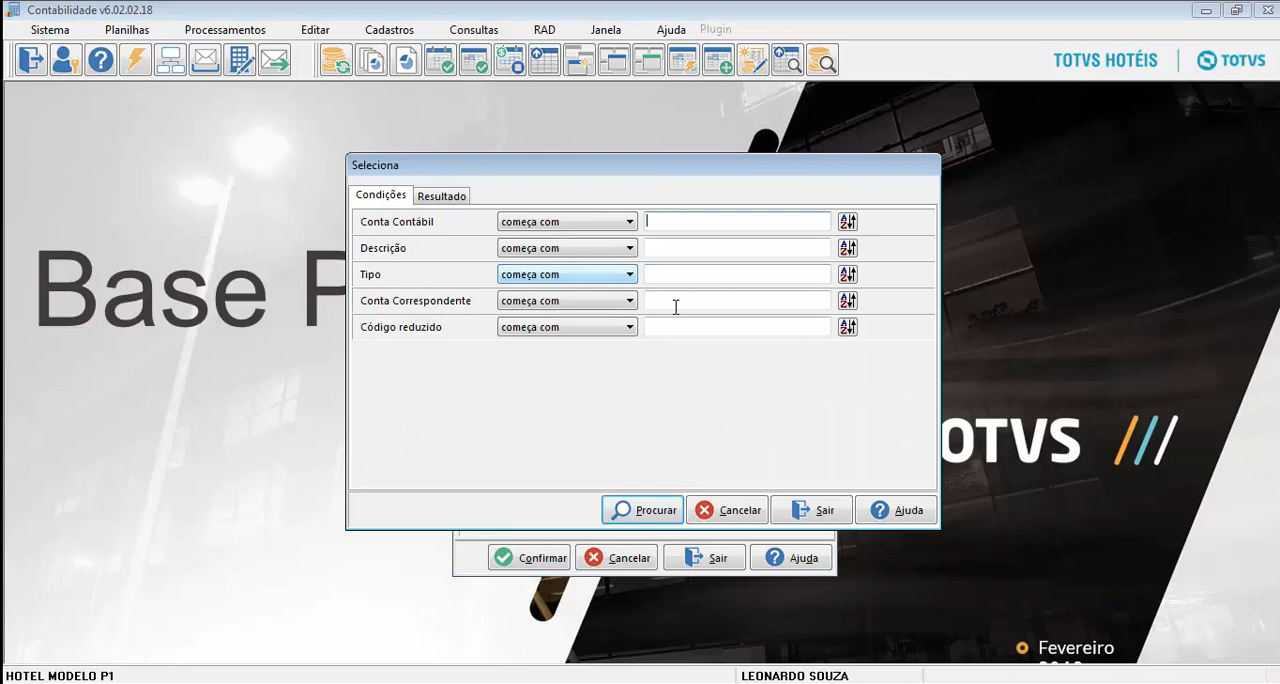 Contabilidade v6.02.02.18
Sistema Planilhas Processamentos Editar Cadastros Consultas RAD Janela Ajuda Plugin
TOTVS HOTÉIS TOTVS
Base P
Seleciona
Condições Resultado
Conta Contábil começa com
Descrição começa com
Tipo começa com
Conta Correspondente começa com
Código reduzido começa com
OTVS
Procurar Cancelar Sair Ajuda
Confirmar Cancelar Sair Ajuda
Fevereiro
HOTEL MODELO P1 LEONARDO SOUZA